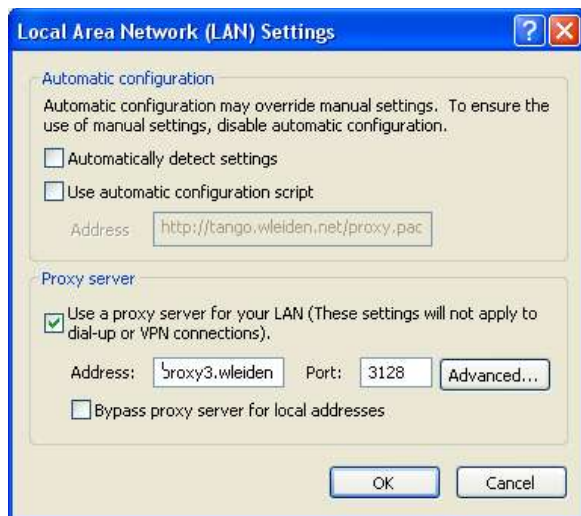 Local Area Network (LAN) Settings
Automatic configuration
Automatic configuration may override manual settings. To ensure the
use of manual settings, disable automatic configuration.
Automatically detect settings
Use automatic configuration script
Address http://tango.wleiden.net/proxy.pac
Proxy server
Use a proxy server for your LAN (These settings will not apply to
dial-up or VPN connections).
Address: proxy3.wleiden Port: 3128 Advanced...
Bypass proxy server for local addresses
OK Cancel